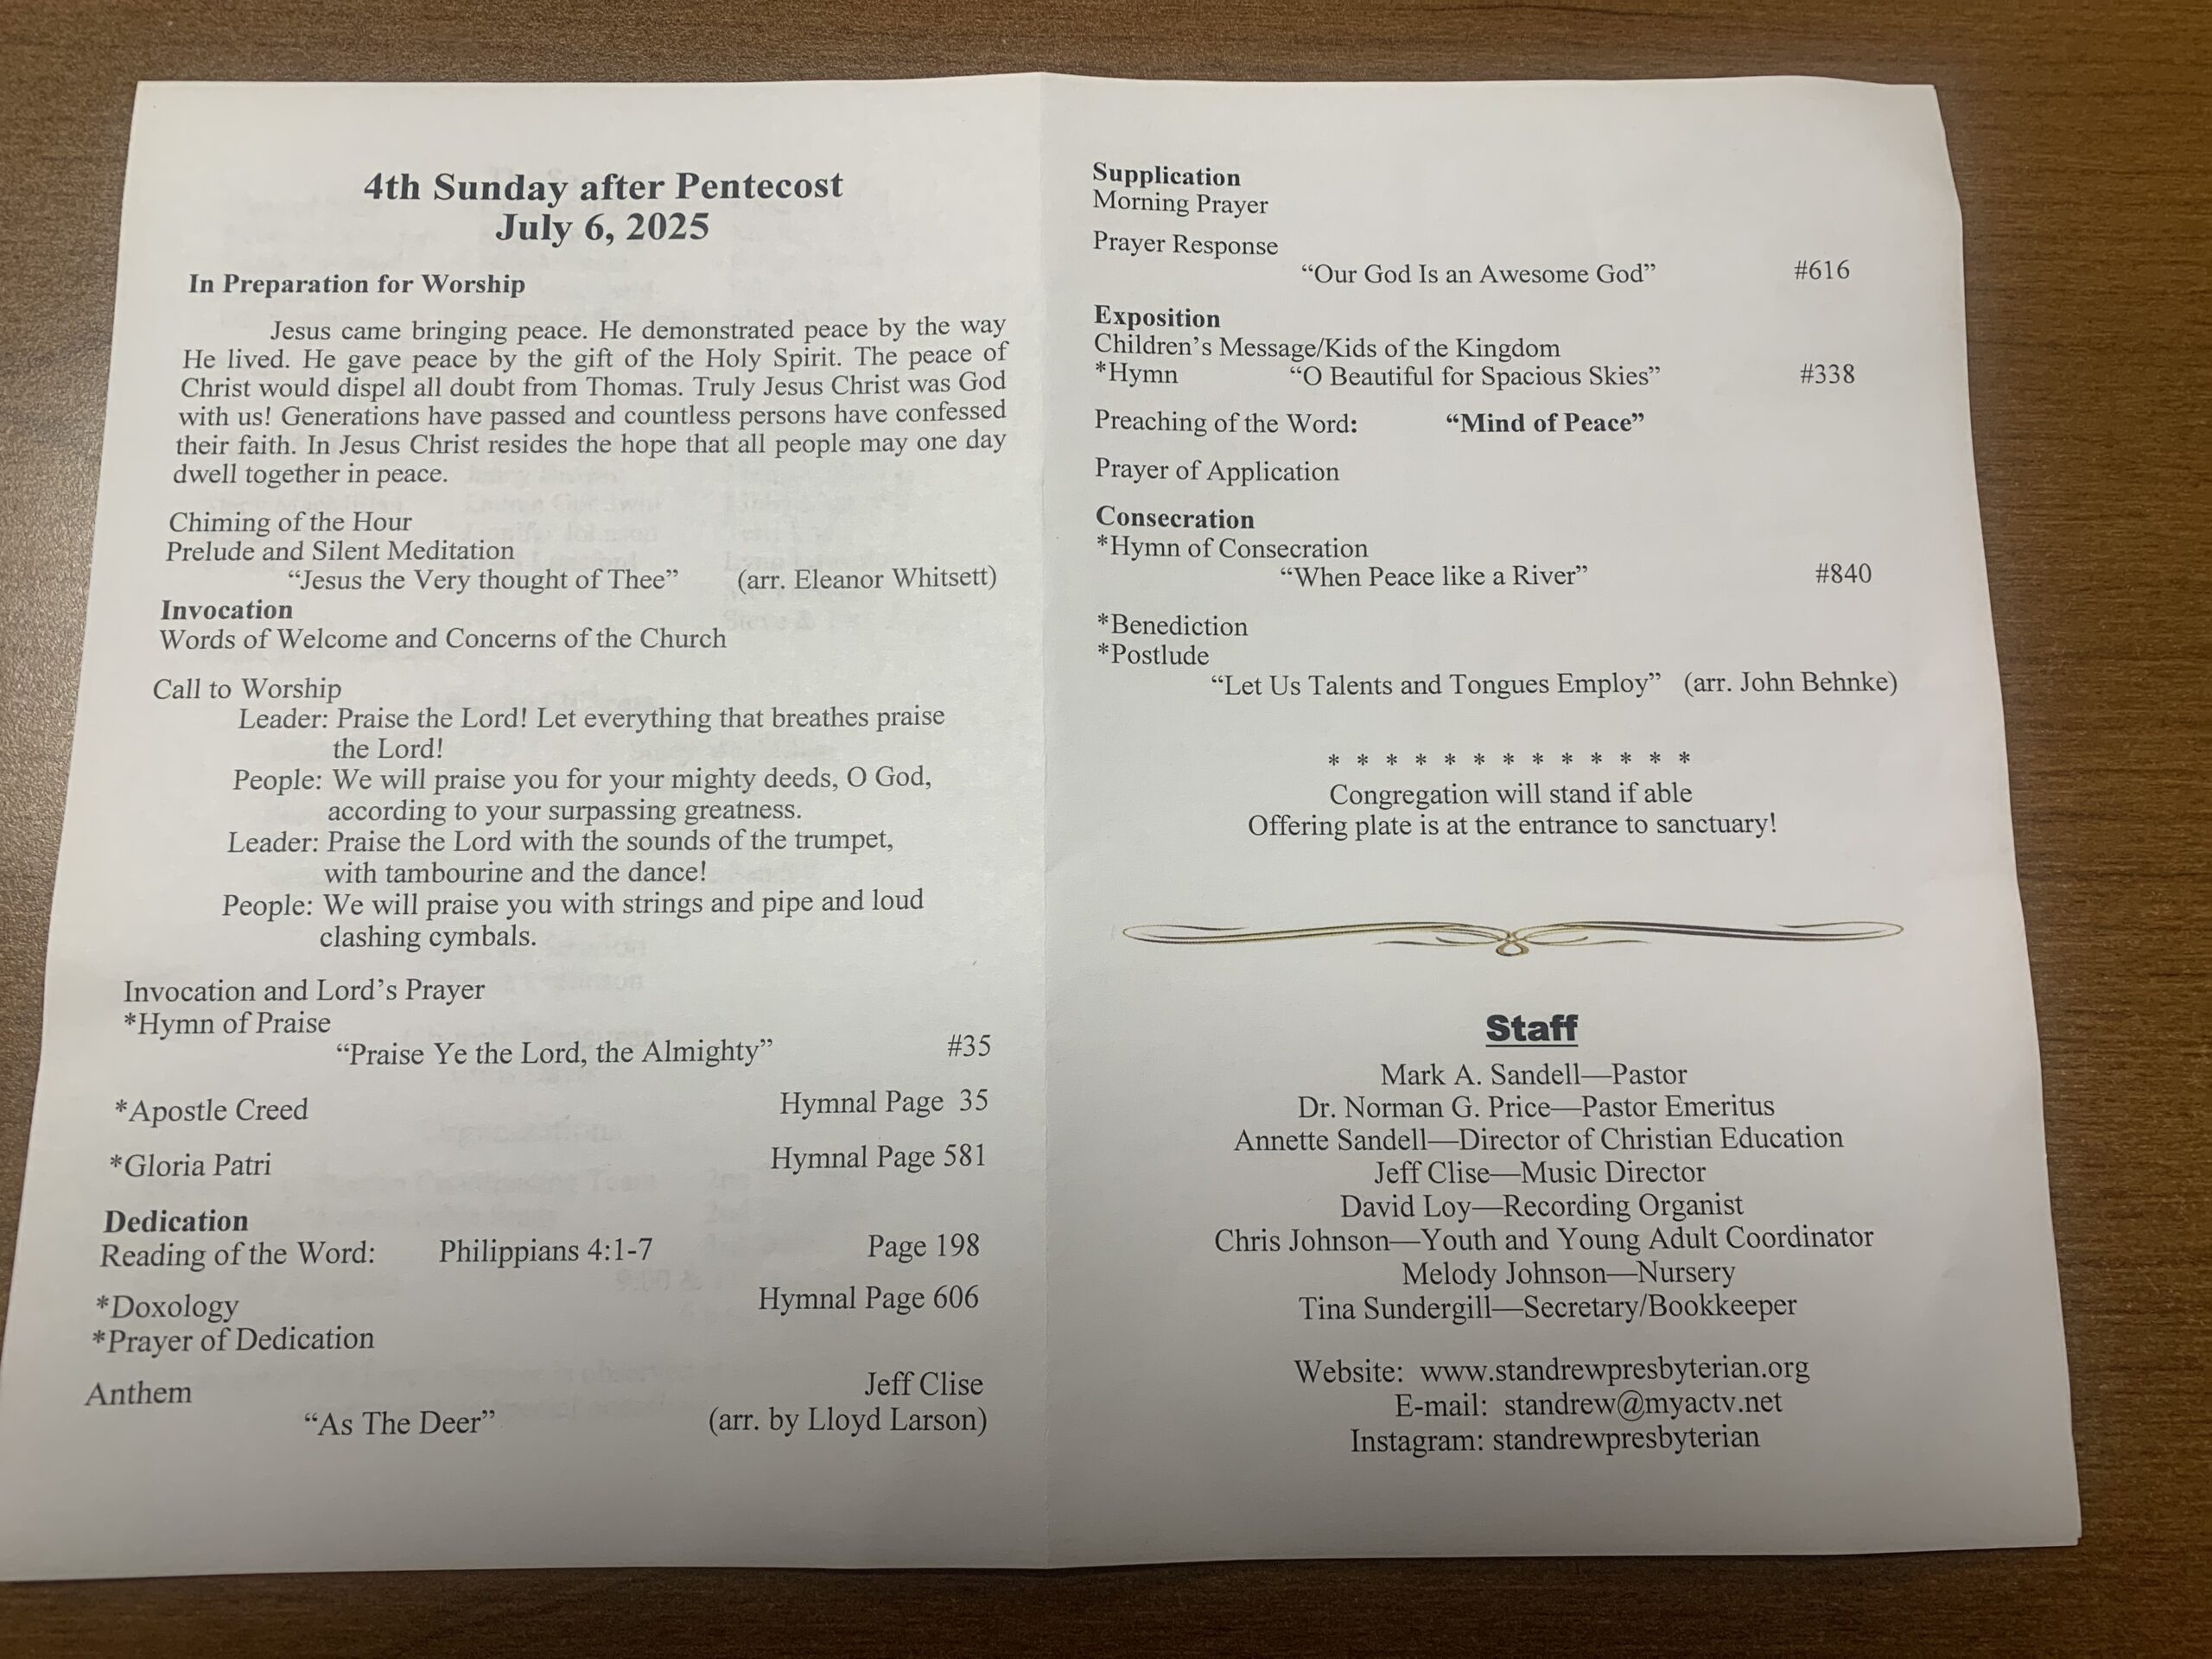 4th Sunday after Pentecost
July 6, 2025
In Preparation for Worship
Jesus came bringing peace. He demonstrated peace by the way
He lived. He gave peace by the gift of the Holy Spirit. The peace of
Christ would dispel all doubt from Thomas. Truly Jesus Christ was God
with us! Generations have passed and countless persons have confessed
their faith. In Jesus Christ resides the hope that all people may one day
dwell together in peace.
Chiming of the Hour
Prelude and Silent Meditation
“Jesus the Very thought of Thee” (arr. Eleanor Whitsett)
Invocation
Words of Welcome and Concerns of the Church
Call to Worship
Leader: Praise the Lord! Let everything that breathes praise
the Lord!
People: We will praise you for your mighty deeds, O God,
according to your surpassing greatness.
Leader: Praise the Lord with the sounds of the trumpet,
with tambourine and the dance!
People: We will praise you with strings and pipe and loud
clashing cymbals.
Invocation and Lord’s Prayer
*Hymn of Praise
“Praise Ye the Lord, the Almighty” #35
*Apostle Creed Hymnal Page 35
*Gloria Patri Hymnal Page 581
Dedication
Reading of the Word: Philippians 4:1-7 Page 198
*Doxology Hymnal Page 606
*Prayer of Dedication
Anthem Jeff Clise
“As The Deer” (arr. by Lloyd Larson)
Supplication
Morning Prayer
Prayer Response
“Our God Is an Awesome God” #616
Exposition
Children’s Message/Kids of the Kingdom
*Hymn “O Beautiful for Spacious Skies” #338
Preaching of the Word: “Mind of Peace”
Prayer of Application
Consecration
*Hymn of Consecration
“When Peace like a River” #840
*Benediction
*Postlude
“Let Us Talents and Tongues Employ” (arr. John Behnke)
* * * * * * * * * * * * *
Congregation will stand if able
Offering plate is at the entrance to sanctuary!
Staff
Mark A. Sandell—Pastor
Dr. Norman G. Price—Pastor Emeritus
Annette Sandell—Director of Christian Education
Jeff Clise—Music Director
David Loy—Recording Organist
Chris Johnson—Youth and Young Adult Coordinator
Melody Johnson—Nursery
Tina Sundergill—Secretary/Bookkeeper
Website: www.standrewpresbyterian.org
E-mail: standrew@myactv.net
Instagram: standrewpresbyterian